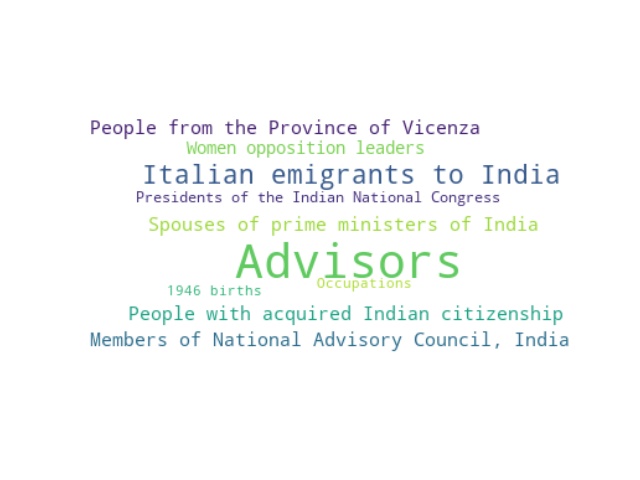 People from the Province of Vicenza
Women opposition leaders
Italian emigrants to India
Presidents of the Indian National Congress
Spouses of prime ministers of India
Advisors
Occupations
1946 births
People with acquired Indian citizenship
Members of National Advisory Council, India